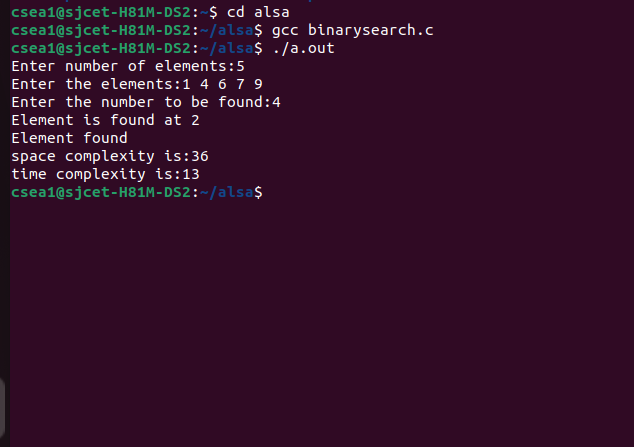 csea1@sjcet-H81M-DS2:~$ cd alsa
csea1@sjcet-H81M-DS2:~/alsa$ gcc binarysearch.c
csea1@sjcet-H81M-DS2:~/alsa$ ./a.out
Enter number of elements:5
Enter the elements:1 4 6 7 9
Enter the number to be found:4
Element is found at 2
Element found
space complexity is:36
time complexity is:13
csea1@sjcet-H81M-DS2:~/alsa$